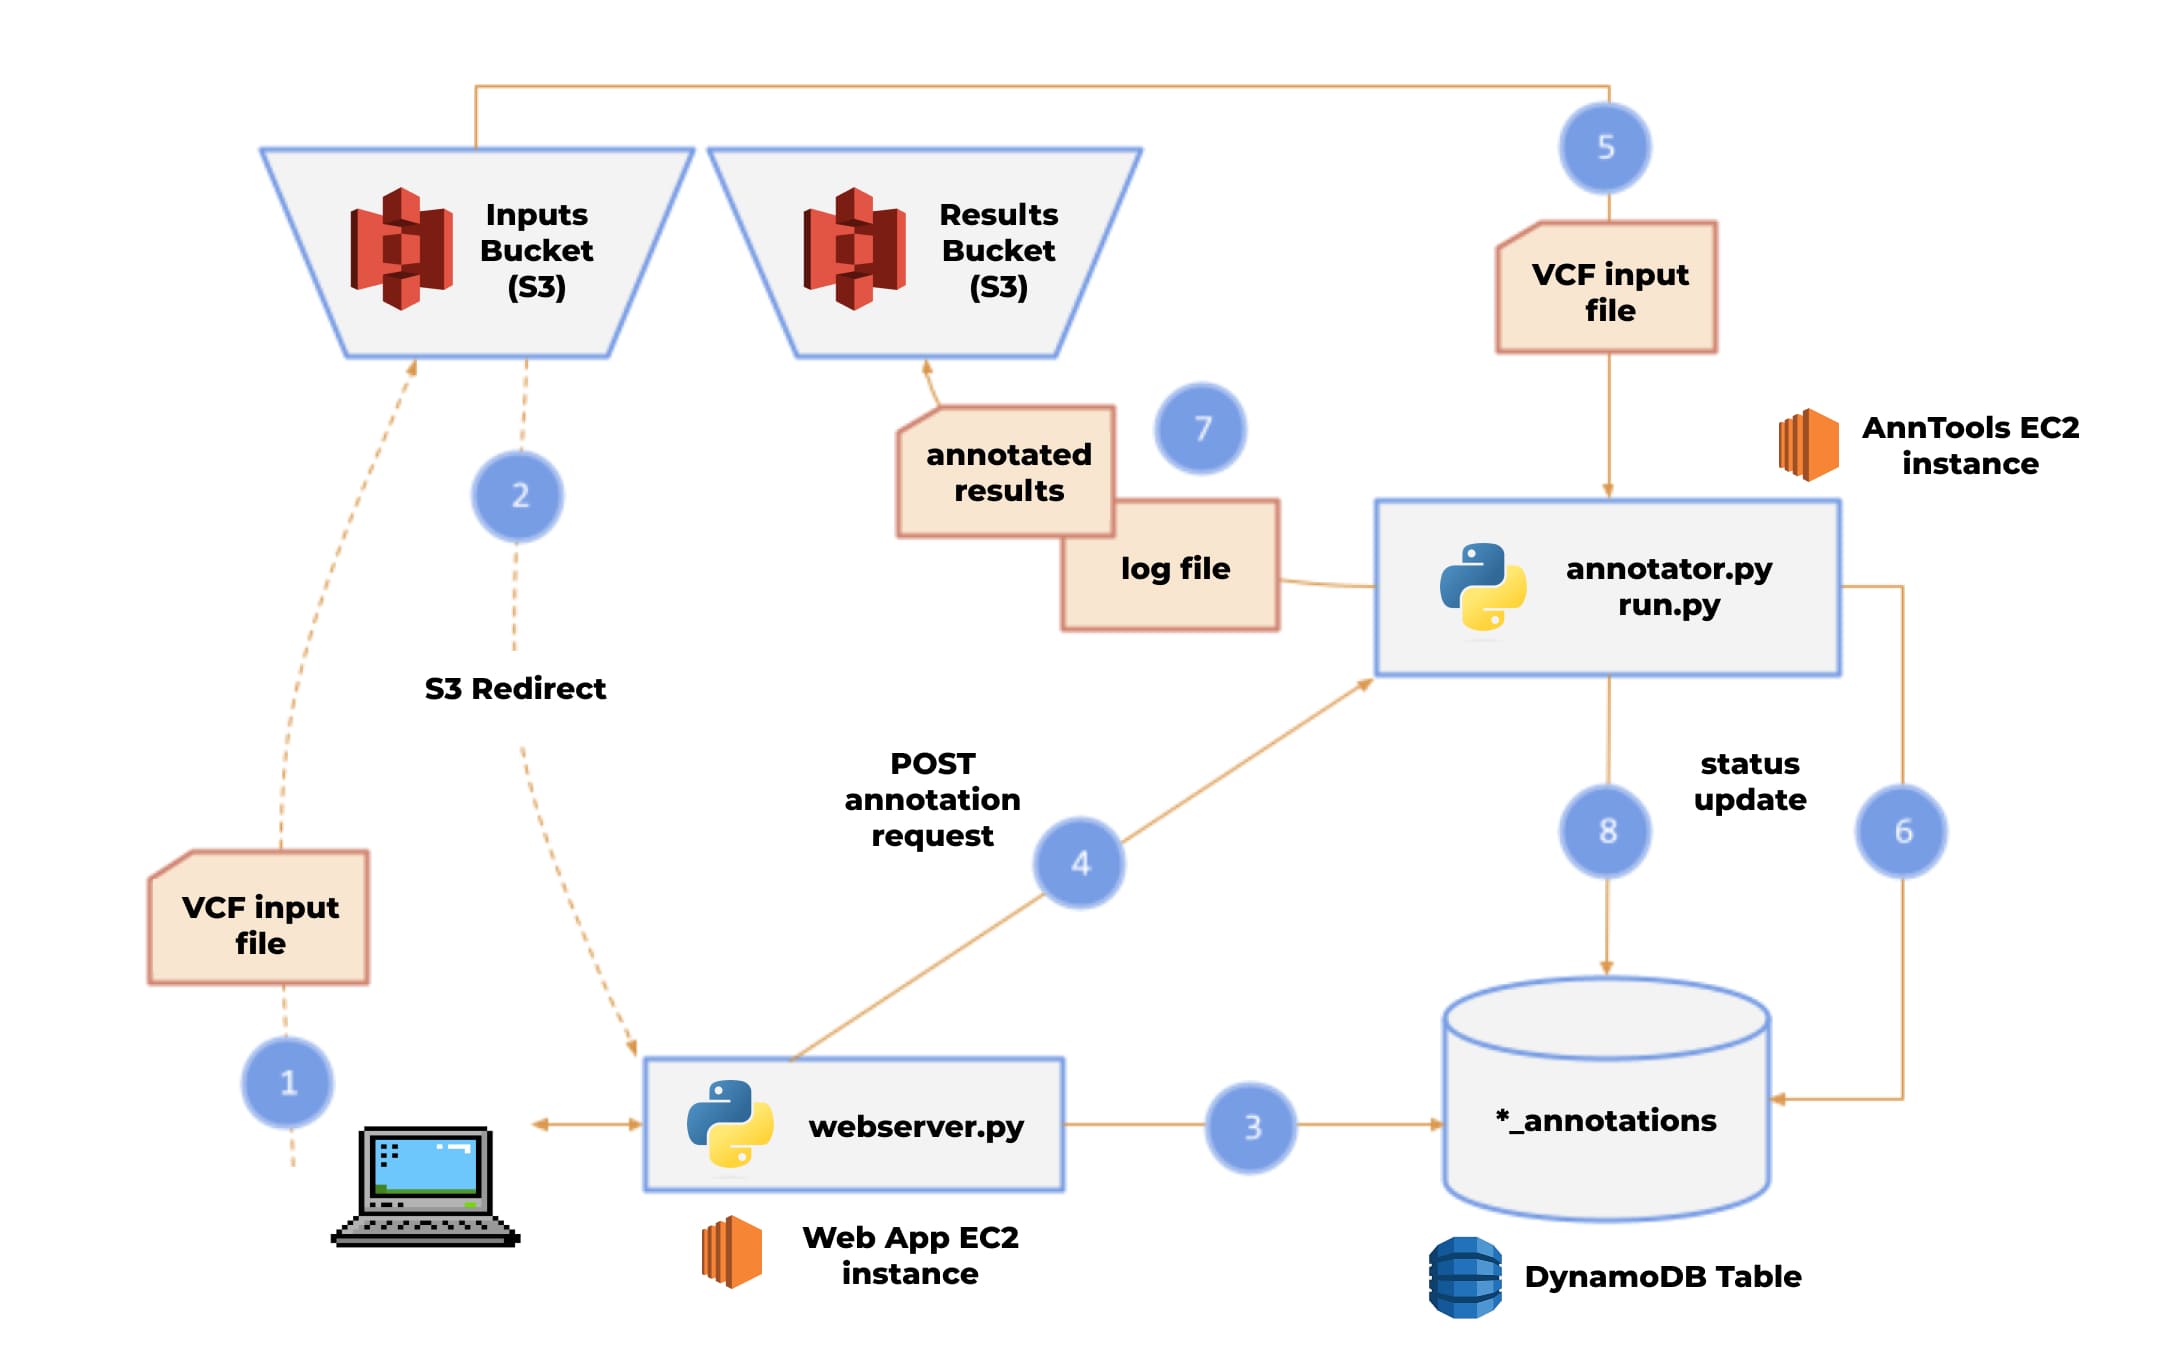 5
Inputs
Bucket
(S3)
Results
Bucket
(S3)
VCF input
file
7
AnnTools EC2
instance
annotated
results
2
log file
annotator.py
run.py
S3 Redirect
POST
annotation
request
status
update
8
6
4
VCF input
file
1
webserver.py
3
*_annotations
Web App EC2
instance
DynamoDB Table